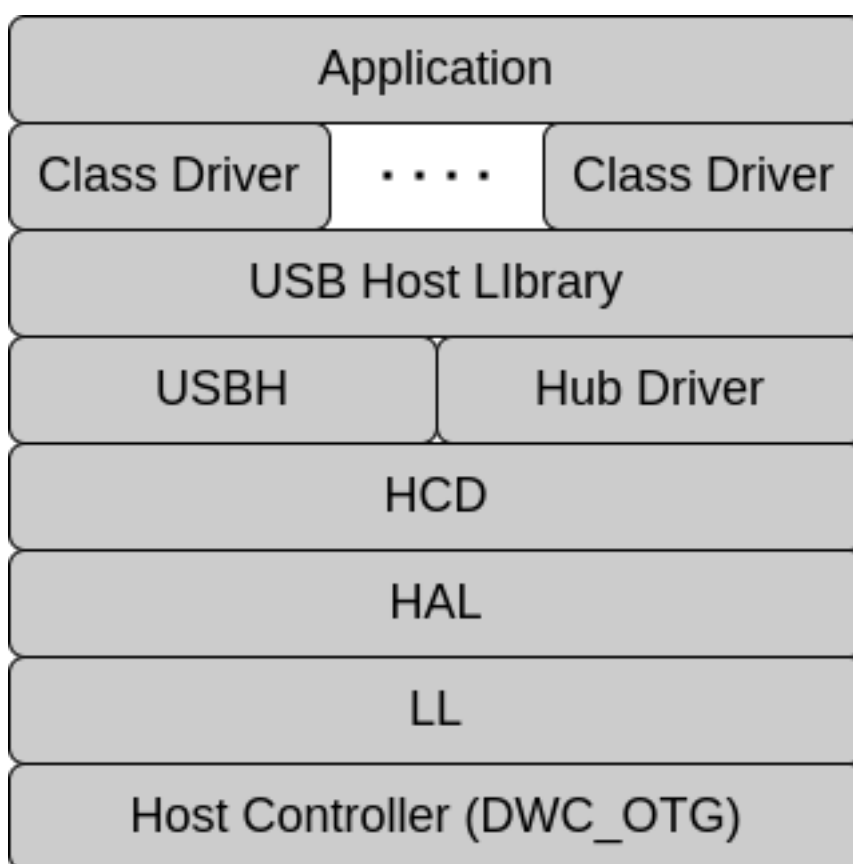 Application
Class Driver .... Class Driver
USB Host LIbrary
USBH Hub Driver
HCD
HAL
LL
Host Controller (DWC_OTG)